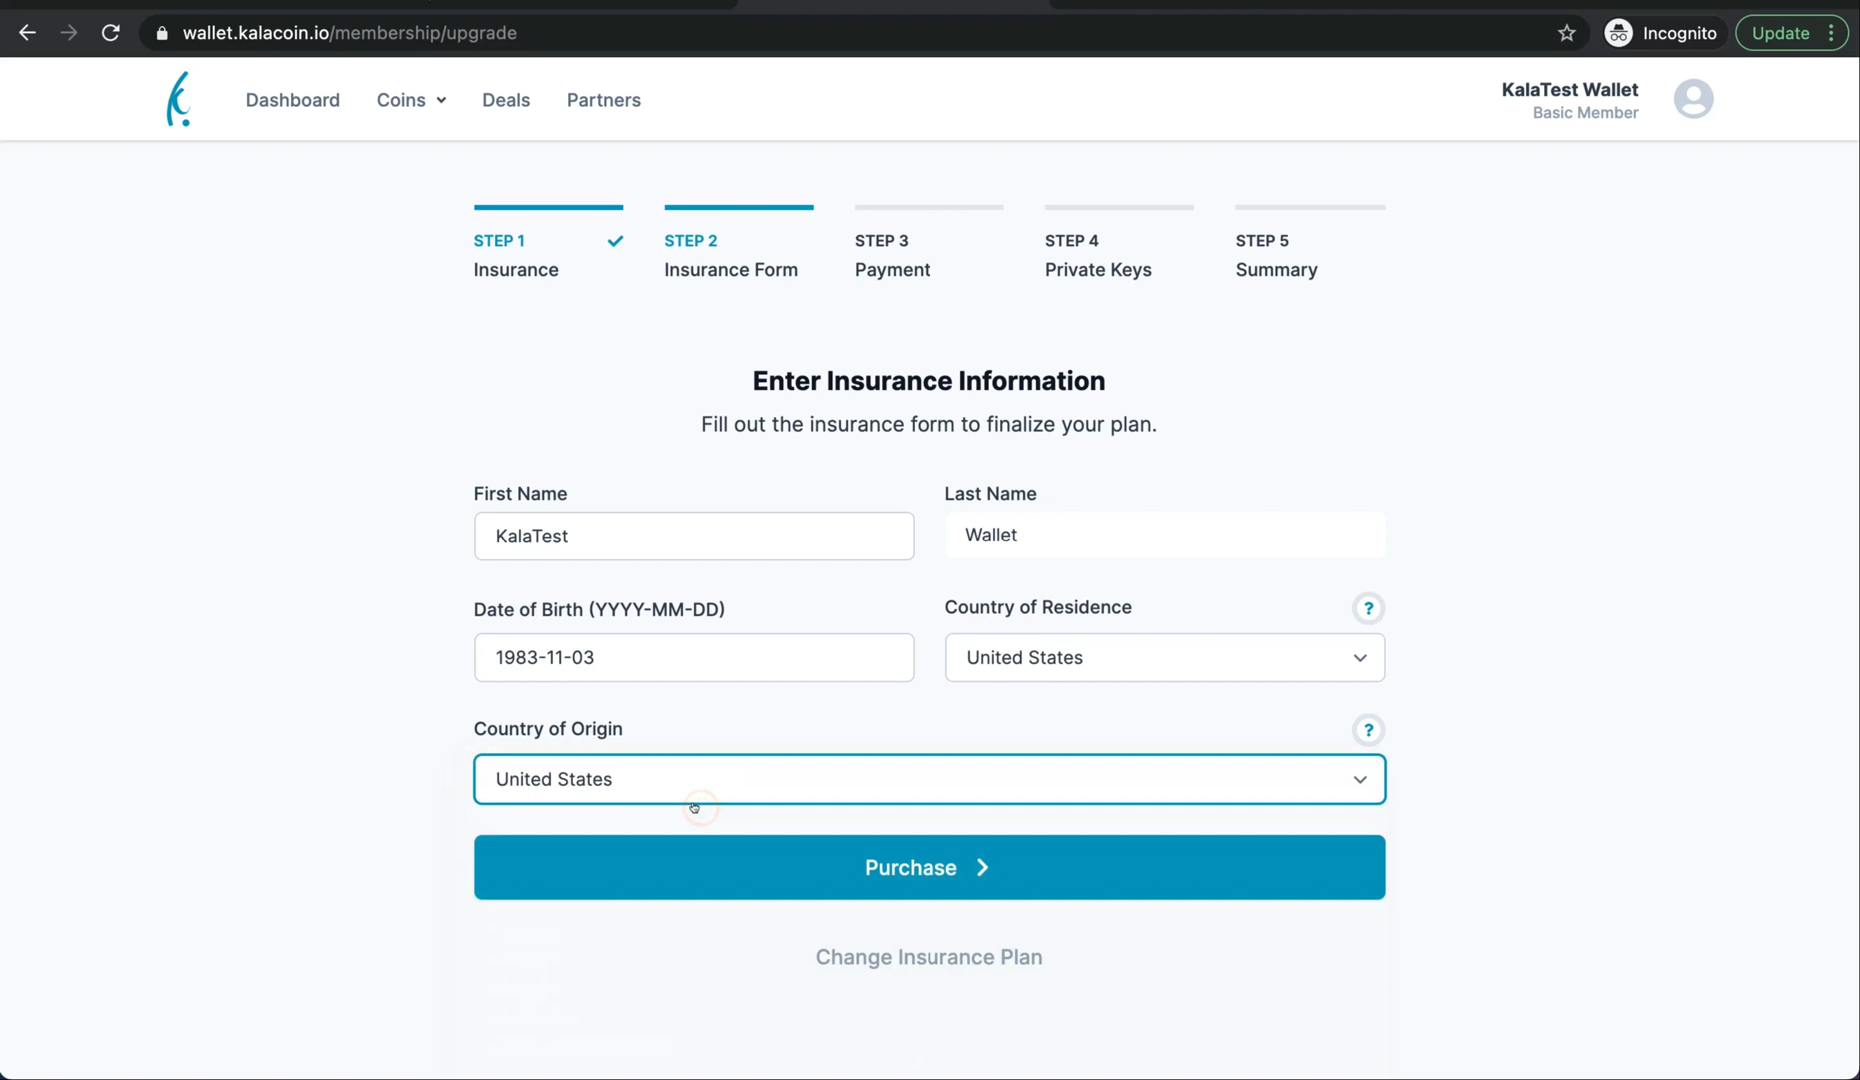 wallet.kalacoin.io/membership/upgrade
Incognito
Update
Dashboard
Coins
Deals
Partners
KalaTest Wallet
Basic Member
STEP 1
Insurance
STEP 2
Insurance Form
STEP 3
Payment
STEP 4
Private Keys
STEP 5
Summary
Enter Insurance Information
Fill out the insurance form to finalize your plan.
First Name
Last Name
KalaTest
Wallet
Date of Birth (YYYY-MM-DD)
Country of Residence
?
1983-11-03
United States
Country of Origin
?
United States
Purchase
Change Insurance Plan